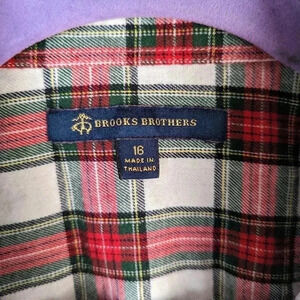 BROOKS BROTHERS
16
MADE IN
THAILAND